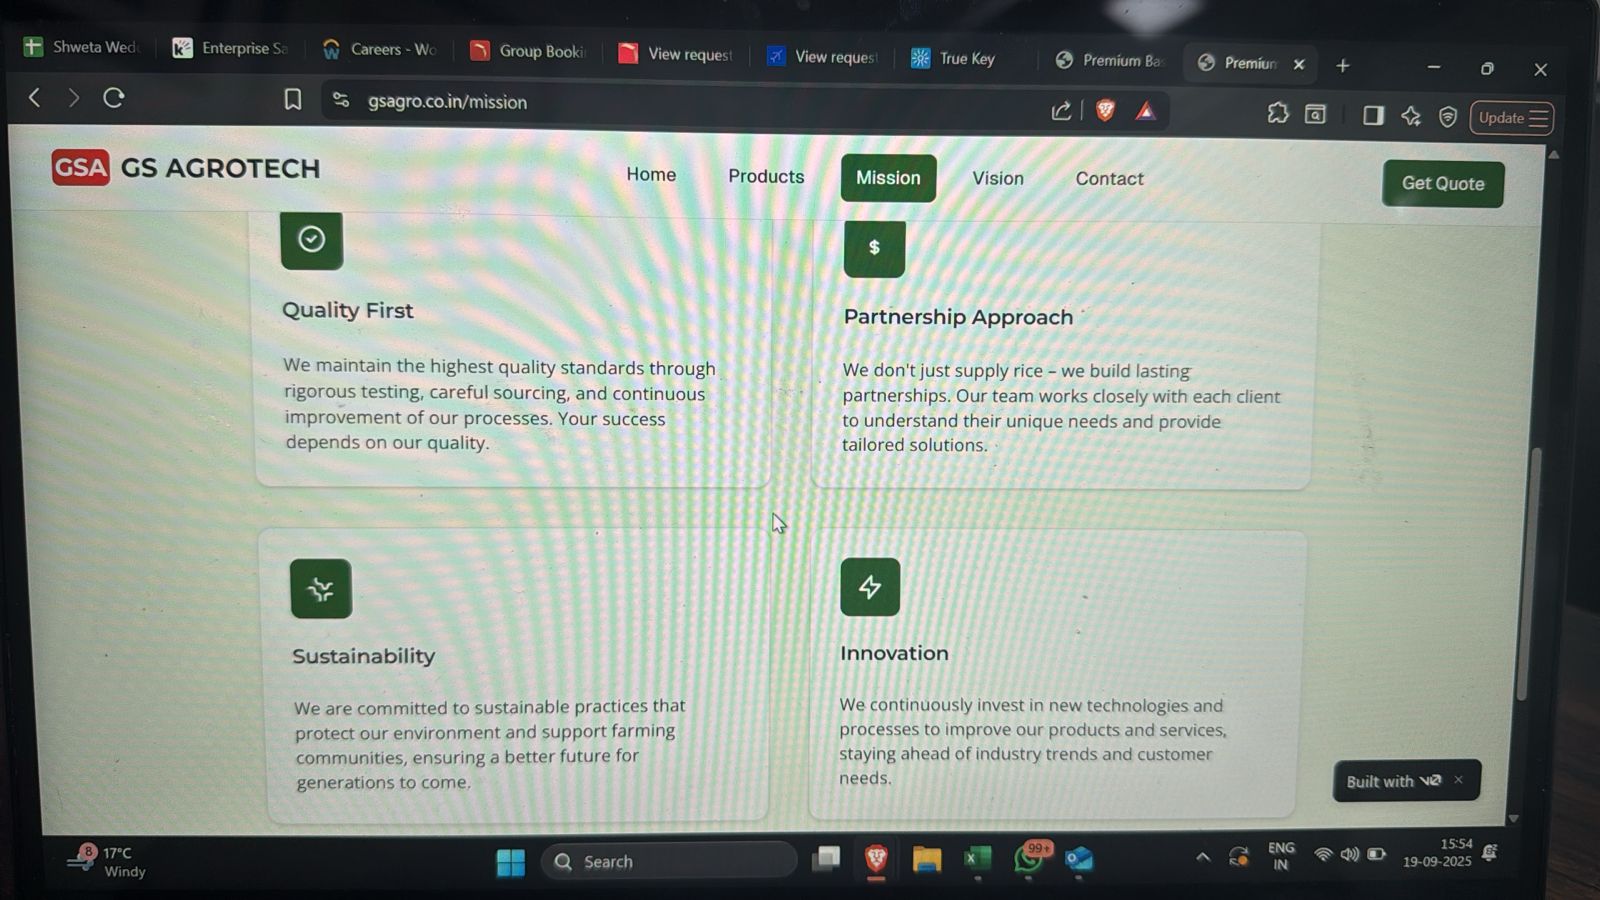 Shweta Wed
Enterprise Sa
Careers - Wo
Group Booki
View request
View request
True Key
Premium Bas
Premium
gsagro.co.in/mission
Update
GSA GS AGROTECH
Home
Products
Mission
Vision
Contact
Get Quote
$
Quality First
We maintain the highest quality standards through
rigorous testing, careful sourcing, and continuous
improvement of our processes. Your success
depends on our quality.
Partnership Approach
We don't just supply rice – we build lasting
partnerships. Our team works closely with each client
to understand their unique needs and provide
tailored solutions.
Sustainability
We are committed to sustainable practices that
protect our environment and support farming
communities, ensuring a better future for
generations to come.
Innovation
We continuously invest in new technologies and
processes to improve our products and services,
staying ahead of industry trends and customer
needs.
Built with v0
8
17°C
Windy
Search
99+
ENG
IN
15:54
19-09-2025